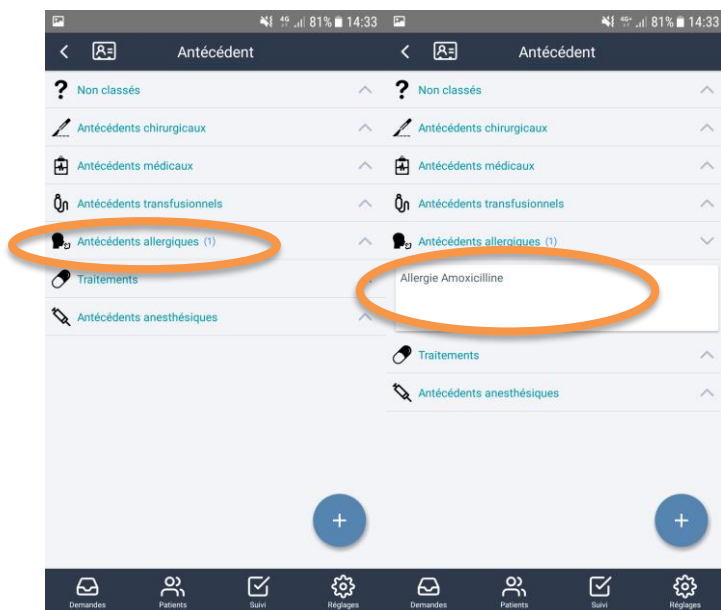 81% 14:33
Antécédent
Non classés
Antécédents chirurgicaux
Antécédents médicaux
Antécédents transfusionnels
Antécédents allergiques (1)
Traitements
Antécédents anesthésiques
+
Demandes Patients Suivi Réglages
81% 14:33
Antécédent
Non classés
Antécédents chirurgicaux
Antécédents médicaux
Antécédents transfusionnels
Antécédents allergiques (1)
Allergie Amoxicilline
Traitements
Antécédents anesthésiques
+
Demandes Patients Suivi Réglages